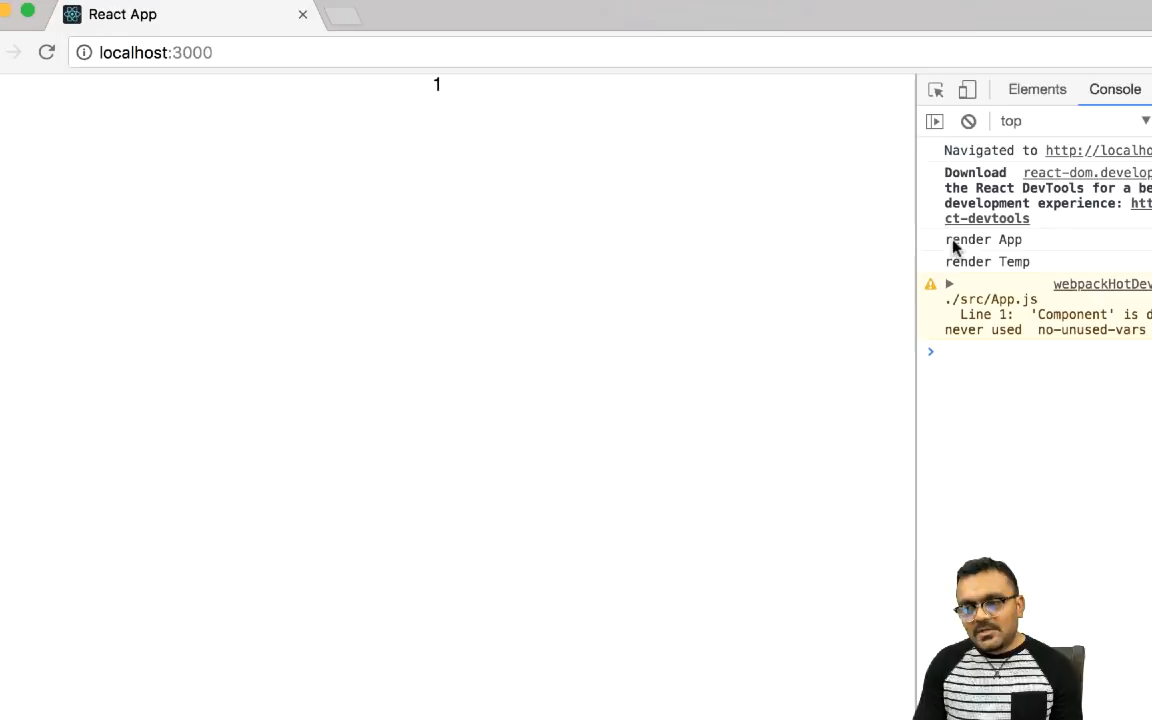 React App
localhost:3000
1
Elements Console
top
Navigated to http://localho
Download react-dom.develop
the React DevTools for a be
development experience: htt
ct-devtools
render App
render Temp
webpackHotDev
./src/App.js
Line 1: 'Component' is d
never used no-unused-vars